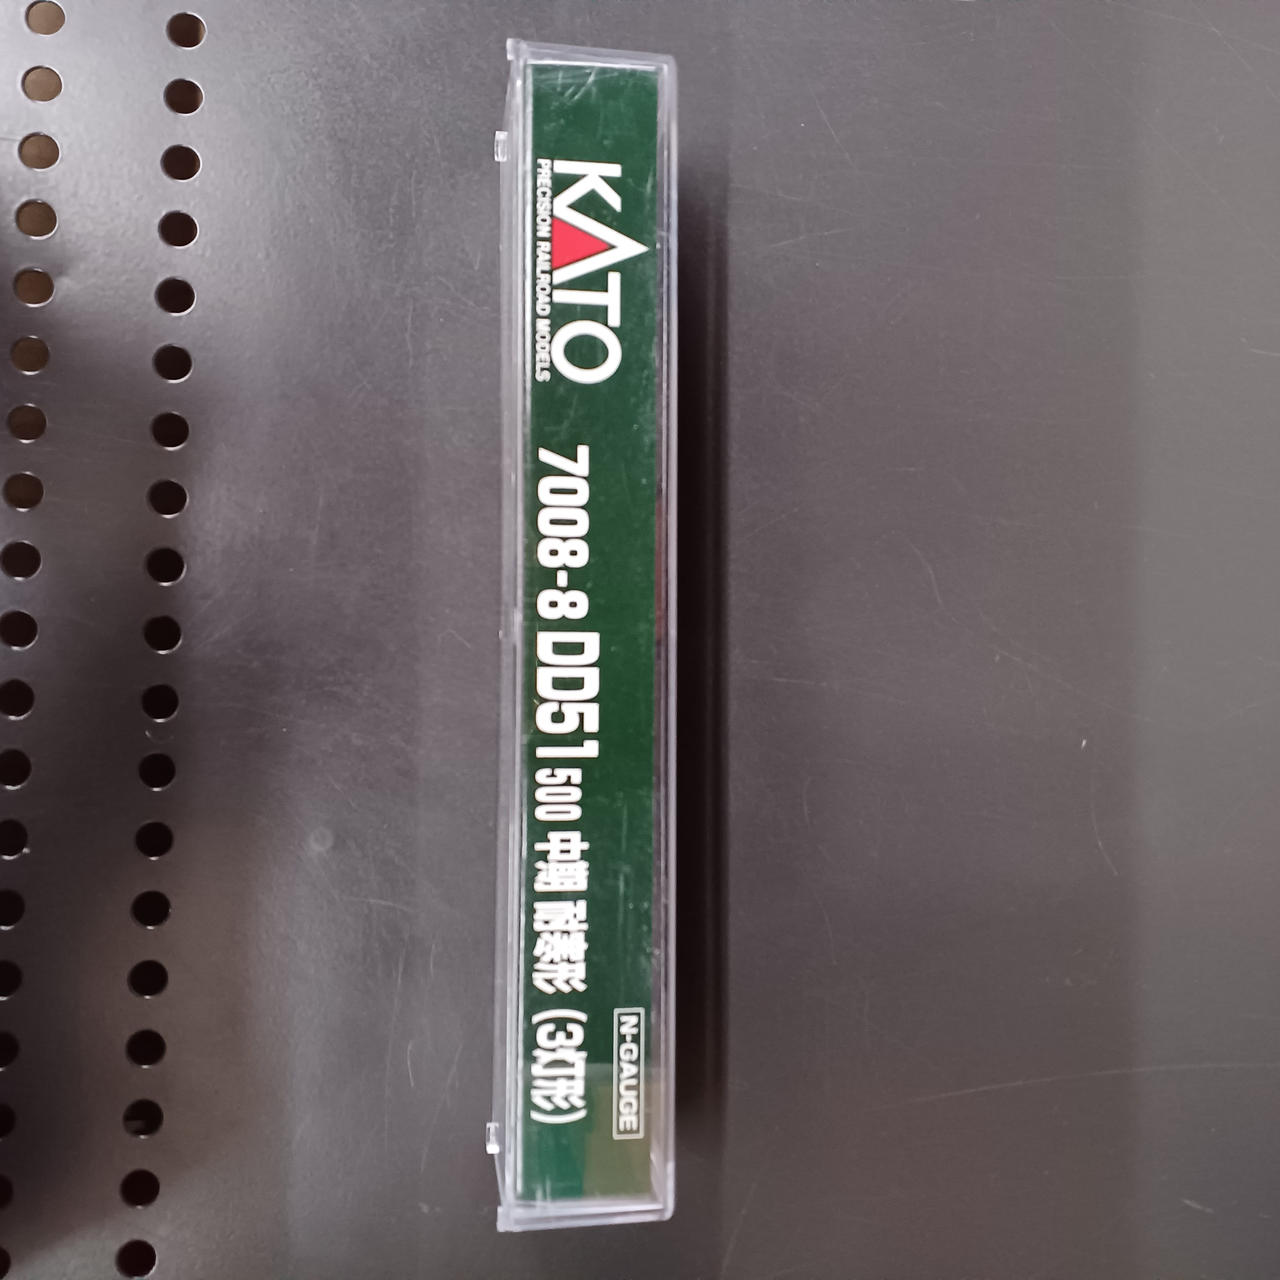 KATO
PRECISION RAILROAD MODELS
7008-8 DD51 500 中期 耐寒形 (3灯形)
N-GAUGE